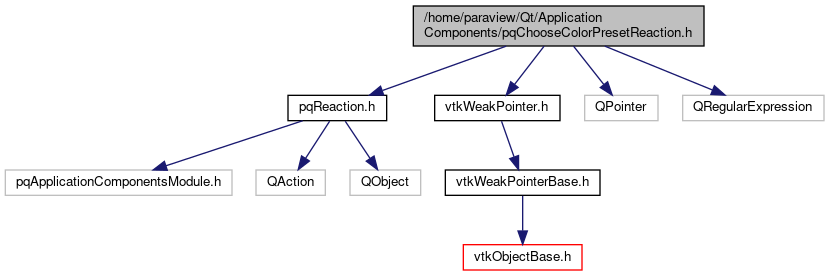 /home/paraview/Qt/Application
Components/pqChooseColorPresetReaction.h
pqReaction.h
vtkWeakPointer.h
QPointer
QRegularExpression
pqApplicationComponentsModule.h
QAction
QObject
vtkWeakPointerBase.h
vtkObjectBase.h